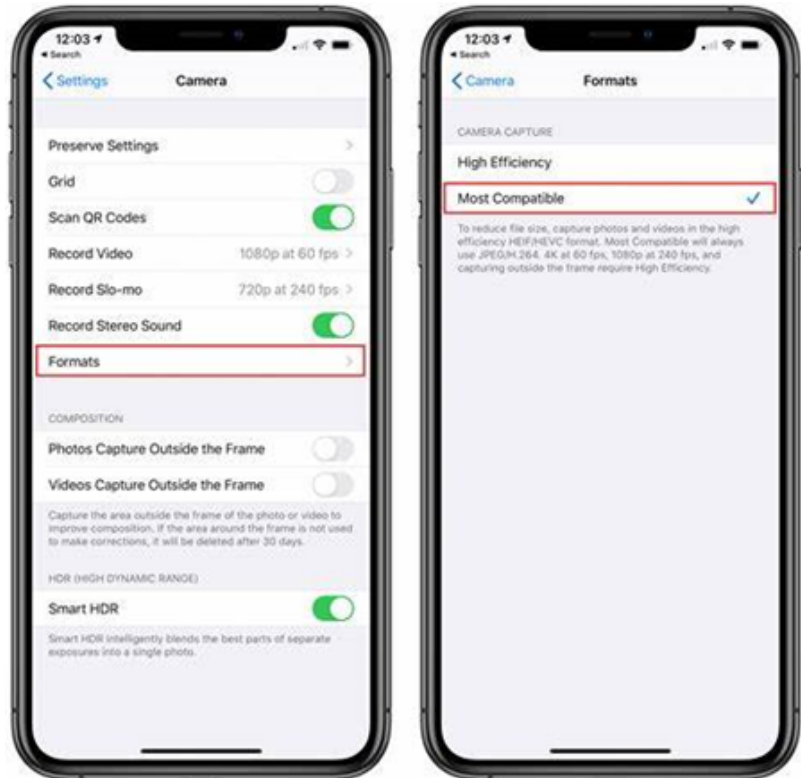 12:03
Search
Settings
Camera
Preserve Settings
Grid
Scan QR Codes
Record Video 1080p at 60 fps
Record Slo-mo 720p at 240 fps
Record Stereo Sound
Formats
COMPOSITION
Photos Capture Outside the Frame
Videos Capture Outside the Frame
Capture the area outside the frame of the photo or video to
improve composition. If the area around the frame is not used
to make corrections, it will be deleted after 30 days.
HDR (HIGH DYNAMIC RANGE)
Smart HDR
Smart HDR intelligently blends the best parts of separate
exposures into a single photo.
12:03
Search
Camera
Formats
CAMERA CAPTURE
High Efficiency
Most Compatible
To reduce file size, capture photos and videos in the high
efficiency HEIF/HEVC format. Most Compatible will always
use JPEG/H.264. 4K at 60 fps, 1080p at 240 fps, and
capturing outside the frame require High Efficiency.